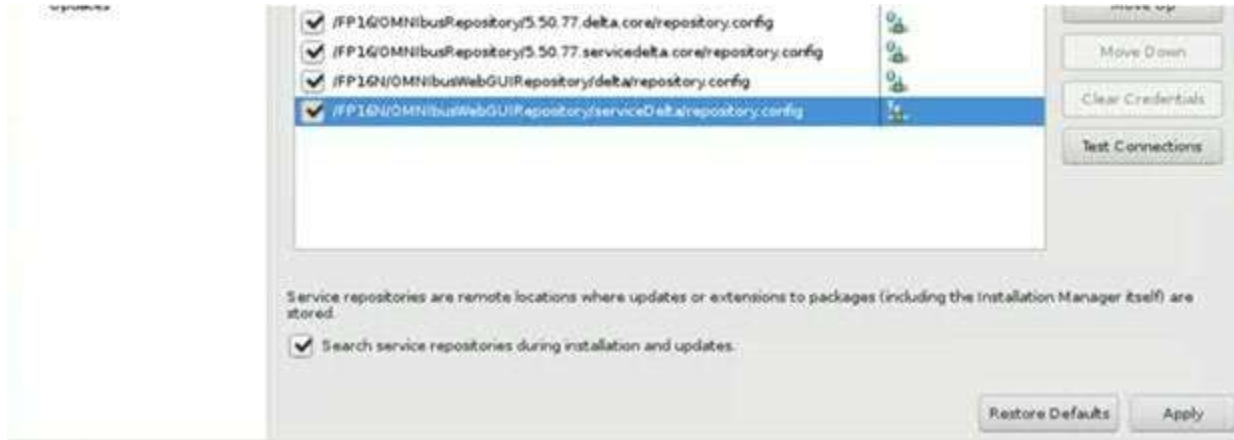 Updates
Move Up
/FP16/OMNIbusRepository/5.50.77.delta.core/repository.config
/FP16/OMNIbusRepository/5.50.77.servicedelta.core/repository.config
Move Down
/FP16N/OMNIbusWebGUIRepository/delta/repository.config
Clear Credentials
/FP16N/OMNIbusWebGUIRepository/serviceDelta/repository.config
Test Connections
Service repositories are remote locations where updates or extensions to packages (including the Installation Manager itself) are
stored.
Search service repositories during installation and updates.
Restore Defaults Apply